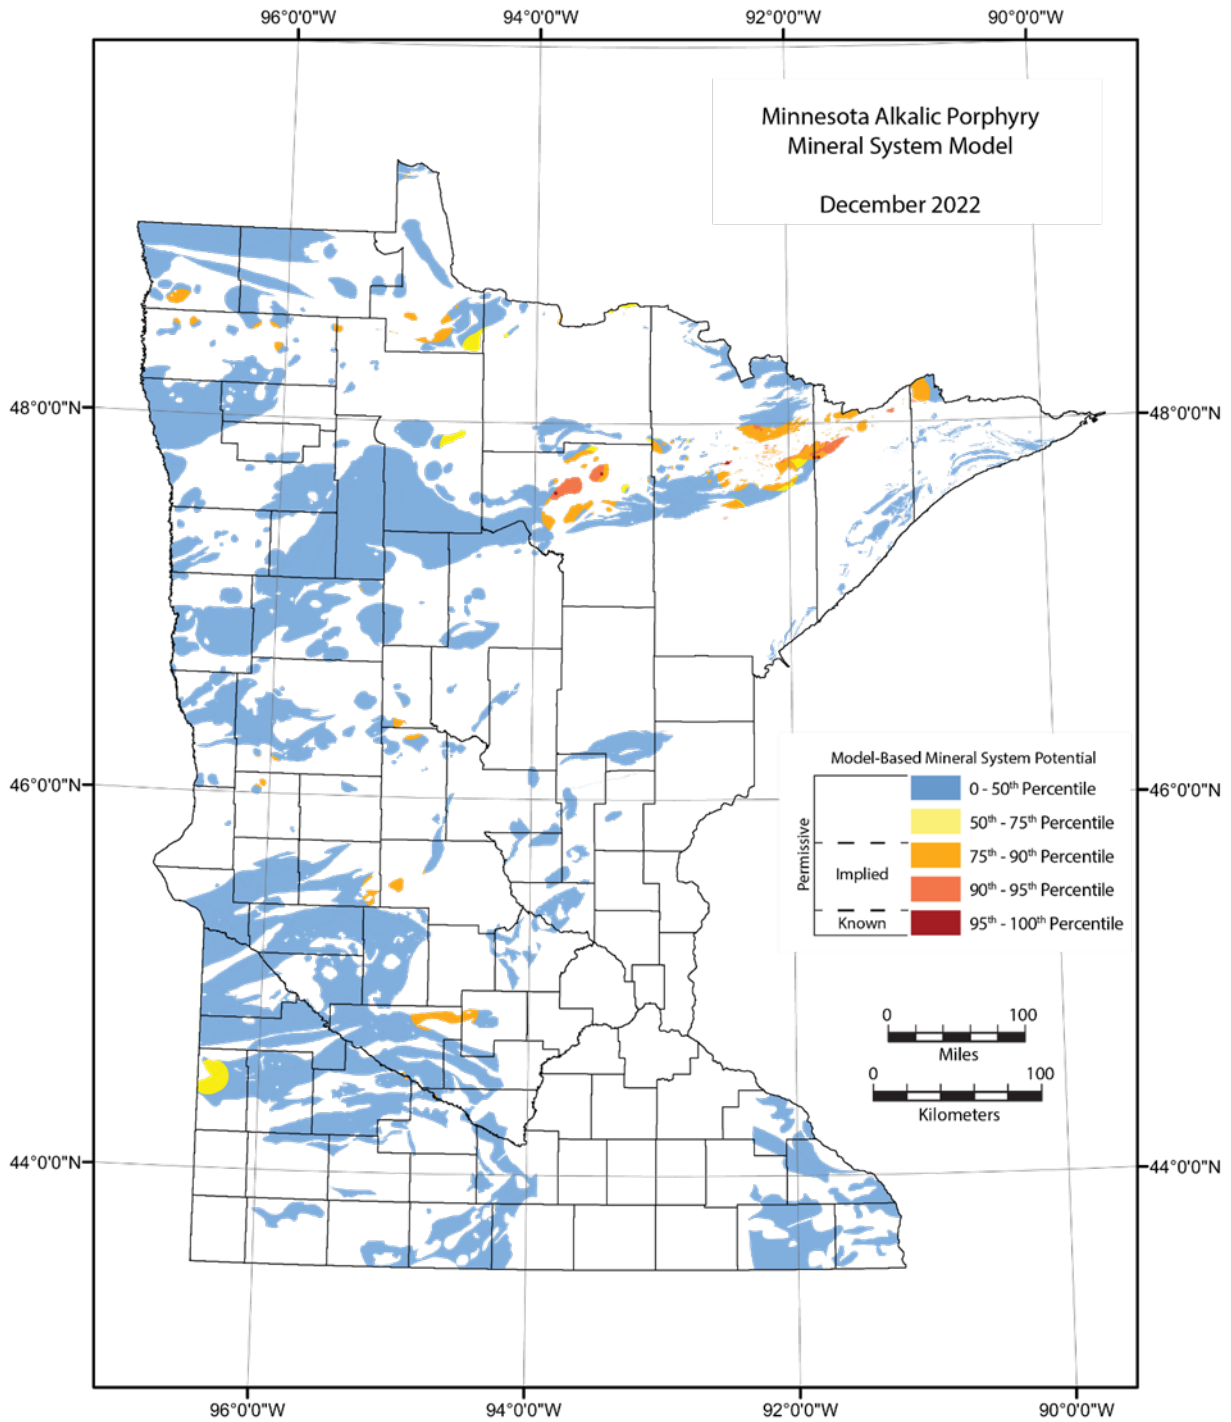 96°0'0"W 94°0'0"W 92°0'0"W 90°0'0"W
Minnesota Alkalic Porphyry
Mineral System Model
December 2022
48°0'0"N 48°0'0"N
46°0'0"N 46°0'0"N
Model-Based Mineral System Potential
Permissive
Implied
Known
0 - 50th Percentile
50th - 75th Percentile
75th - 90th Percentile
90th - 95th Percentile
95th - 100th Percentile
0 100
Miles
0 100
Kilometers
44°0'0"N 44°0'0"N
96°0'0"W 94°0'0"W 92°0'0"W 90°0'0"W